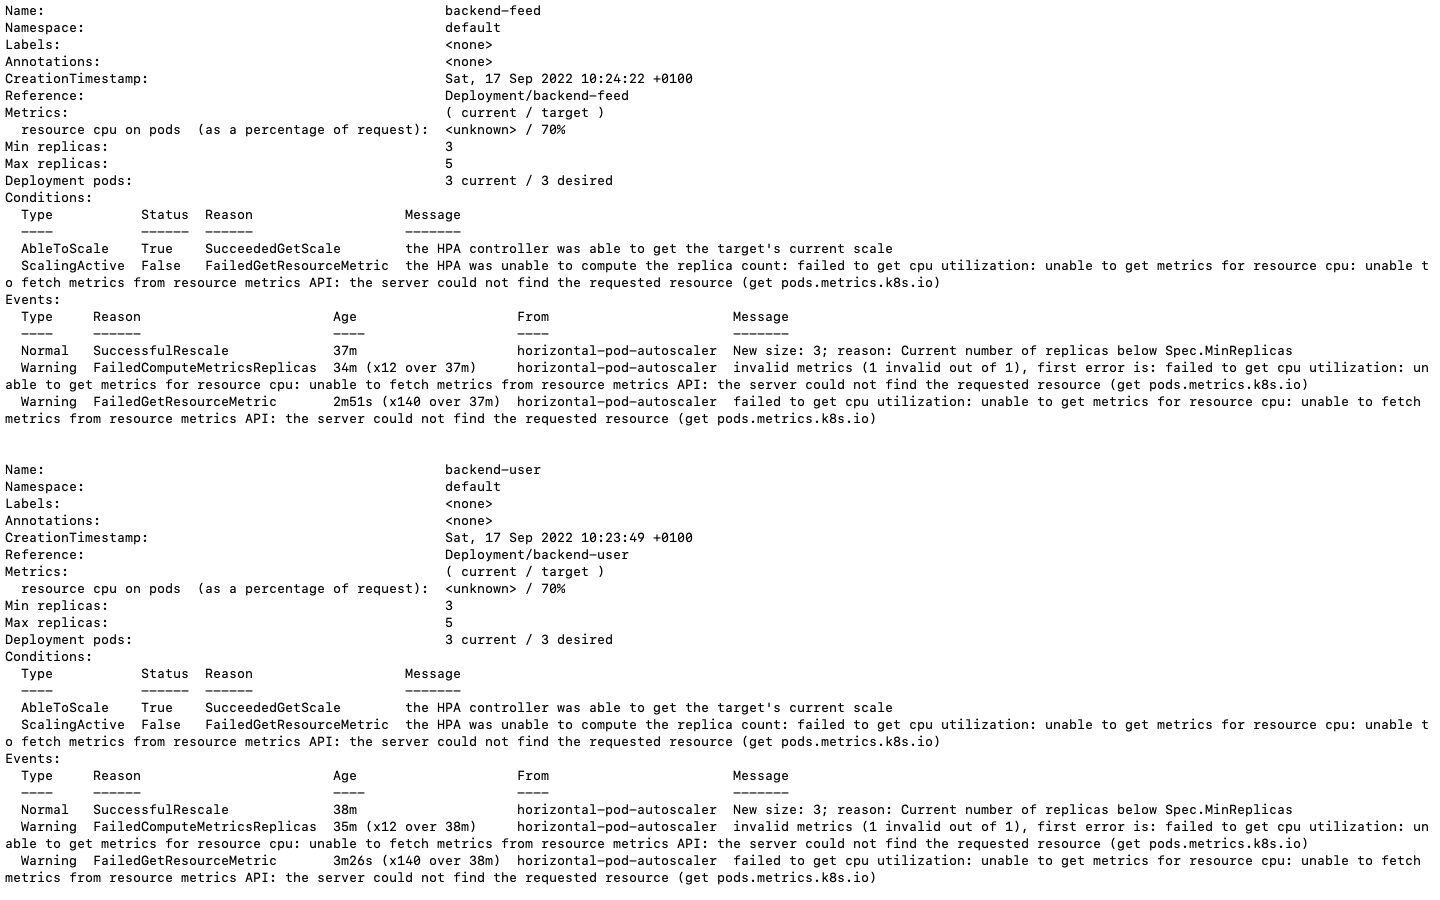 Name:                                                  backend-feed
Namespace:                                             default
Labels:                                                <none>
Annotations:                                           <none>
CreationTimestamp:                                     Sat, 17 Sep 2022 10:24:22 +0100
Reference:                                             Deployment/backend-feed
Metrics:                                               ( current / target )
  resource cpu on pods  (as a percentage of request):  <unknown> / 70%
Min replicas:                                          3
Max replicas:                                          5
Deployment pods:                                       3 current / 3 desired
Conditions:
  Type           Status  Reason                   Message
  ----           ------  ------                   -------
  AbleToScale    True    SucceededGetScale        the HPA controller was able to get the target's current scale
  ScalingActive  False   FailedGetResourceMetric  the HPA was unable to compute the replica count: failed to get cpu utilization: unable to get metrics for resource cpu: unable t
o fetch metrics from resource metrics API: the server could not find the requested resource (get pods.metrics.k8s.io)
Events:
  Type     Reason                        Age                    From                       Message
  ----     ------                        ----                   ----                       -------
  Normal   SuccessfulRescale             37m                    horizontal-pod-autoscaler  New size: 3; reason: Current number of replicas below Spec.MinReplicas
  Warning  FailedComputeMetricsReplicas  34m (x12 over 37m)     horizontal-pod-autoscaler  invalid metrics (1 invalid out of 1), first error is: failed to get cpu utilization: un
able to get metrics for resource cpu: unable to fetch metrics from resource metrics API: the server could not find the requested resource (get pods.metrics.k8s.io)
  Warning  FailedGetResourceMetric       2m51s (x140 over 37m)  horizontal-pod-autoscaler  failed to get cpu utilization: unable to get metrics for resource cpu: unable to fetch
metrics from resource metrics API: the server could not find the requested resource (get pods.metrics.k8s.io)
Name:                                                  backend-user
Namespace:                                             default
Labels:                                                <none>
Annotations:                                           <none>
CreationTimestamp:                                     Sat, 17 Sep 2022 10:23:49 +0100
Reference:                                             Deployment/backend-user
Metrics:                                               ( current / target )
  resource cpu on pods  (as a percentage of request):  <unknown> / 70%
Min replicas:                                          3
Max replicas:                                          5
Deployment pods:                                       3 current / 3 desired
Conditions:
  Type           Status  Reason                   Message
  ----           ------  ------                   -------
  AbleToScale    True    SucceededGetScale        the HPA controller was able to get the target's current scale
  ScalingActive  False   FailedGetResourceMetric  the HPA was unable to compute the replica count: failed to get cpu utilization: unable to get metrics for resource cpu: unable t
o fetch metrics from resource metrics API: the server could not find the requested resource (get pods.metrics.k8s.io)
Events:
  Type     Reason                        Age                    From                       Message
  ----     ------                        ----                   ----                       -------
  Normal   SuccessfulRescale             38m                    horizontal-pod-autoscaler  New size: 3; reason: Current number of replicas below Spec.MinReplicas
  Warning  FailedComputeMetricsReplicas  35m (x12 over 38m)     horizontal-pod-autoscaler  invalid metrics (1 invalid out of 1), first error is: failed to get cpu utilization: un
able to get metrics for resource cpu: unable to fetch metrics from resource metrics API: the server could not find the requested resource (get pods.metrics.k8s.io)
  Warning  FailedGetResourceMetric       3m26s (x140 over 38m)  horizontal-pod-autoscaler  failed to get cpu utilization: unable to get metrics for resource cpu: unable to fetch
metrics from resource metrics API: the server could not find the requested resource (get pods.metrics.k8s.io)